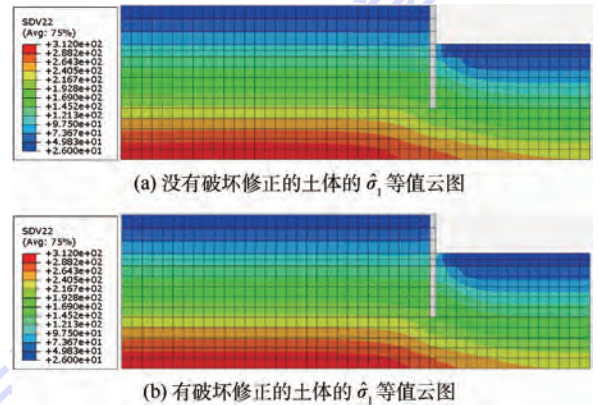 SDV22
(Avg: 75%)
+3.120e+02
+2.882e+02
+2.643e+02
+2.405e+02
+2.167e+02
+1.928e+02
+1.690e+02
+1.452e+02
+1.213e+02
+9.750e+01
+7.367e+01
+4.983e+01
+2.600e+01
(a) 没有破坏修正的土体的 σ̂₁ 等值云图
SDV22
(Avg: 75%)
+3.120e+02
+2.882e+02
+2.643e+02
+2.405e+02
+2.167e+02
+1.928e+02
+1.690e+02
+1.452e+02
+1.213e+02
+9.750e+01
+7.367e+01
+4.983e+01
+2.600e+01
(b) 有破坏修正的土体的 σ̂₁ 等值云图